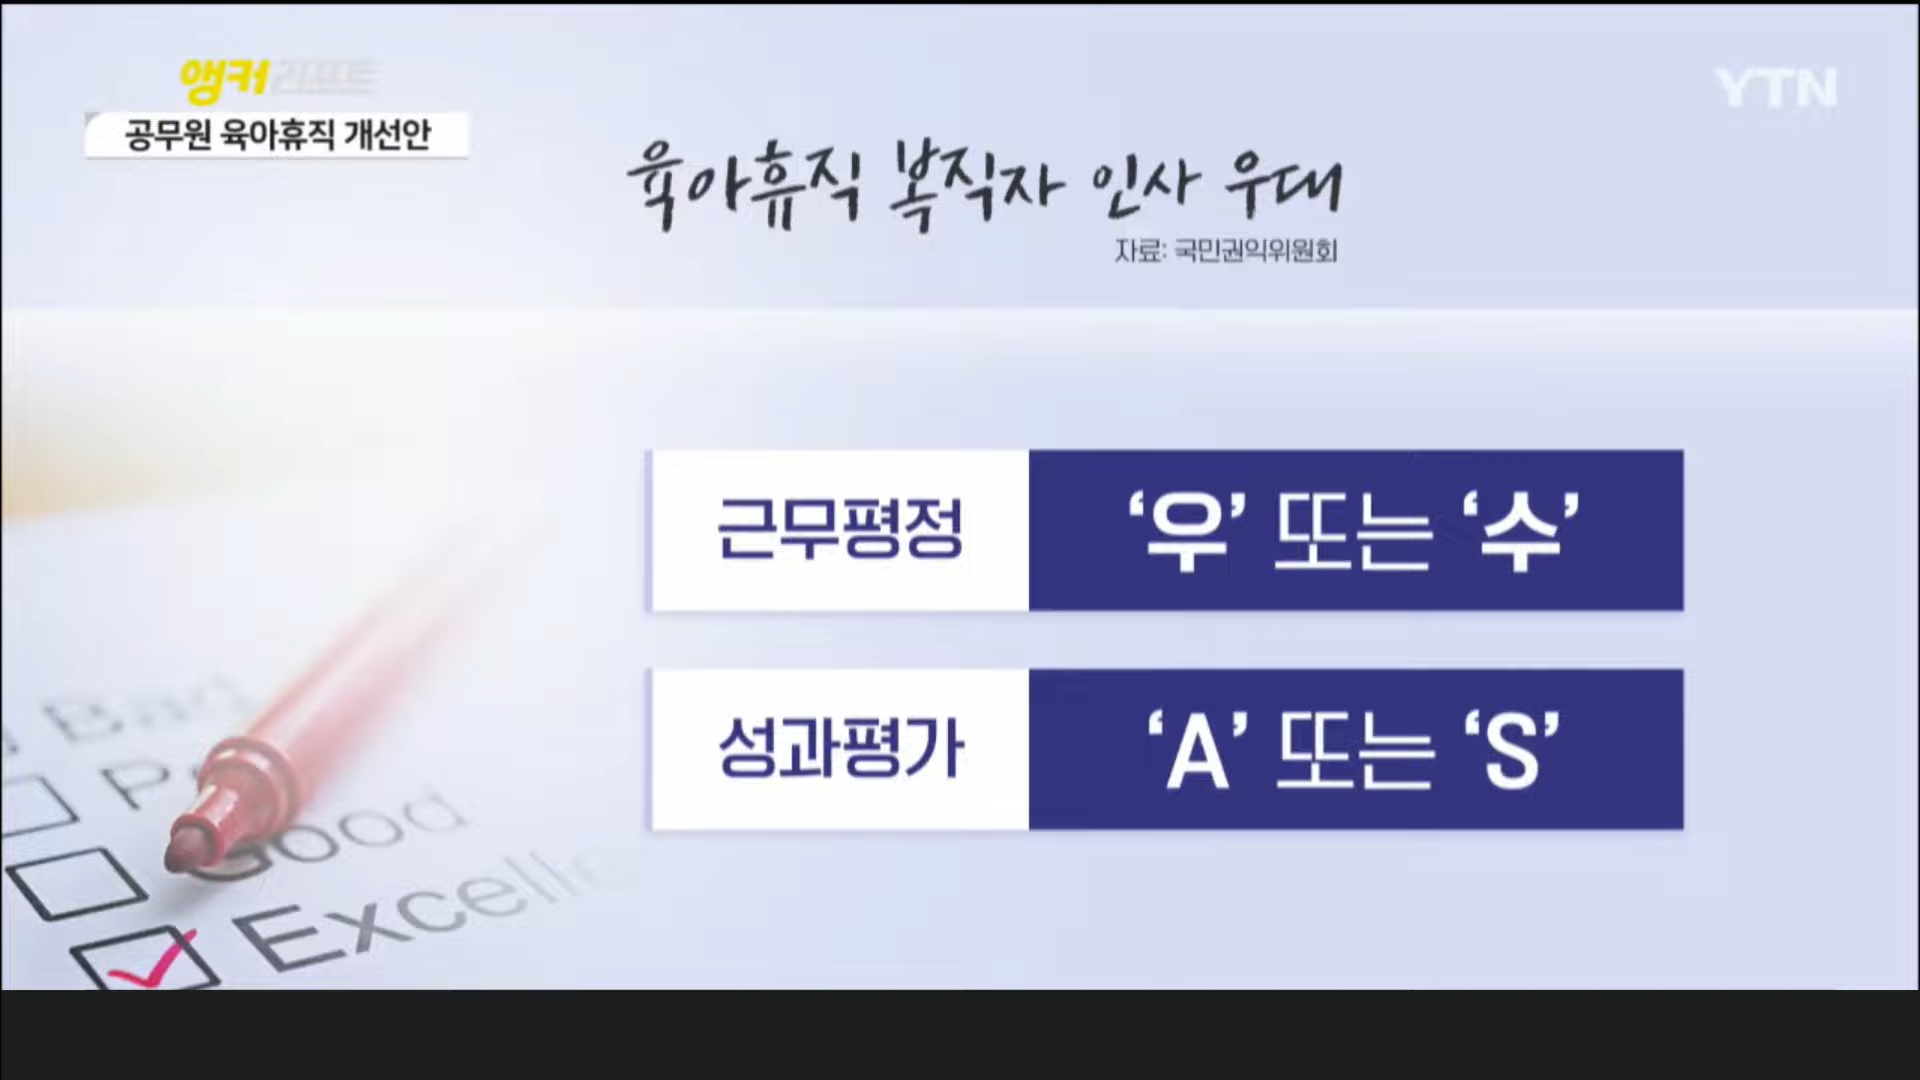 앵커리포트
YTN
공무원 육아휴직 개선안
육아휴직 복직자 인사 우대
자료: 국민권익위원회
근무평정 ‘우’ 또는 ‘수’
성과평가 ‘A’ 또는 ‘S’
Bad
Good